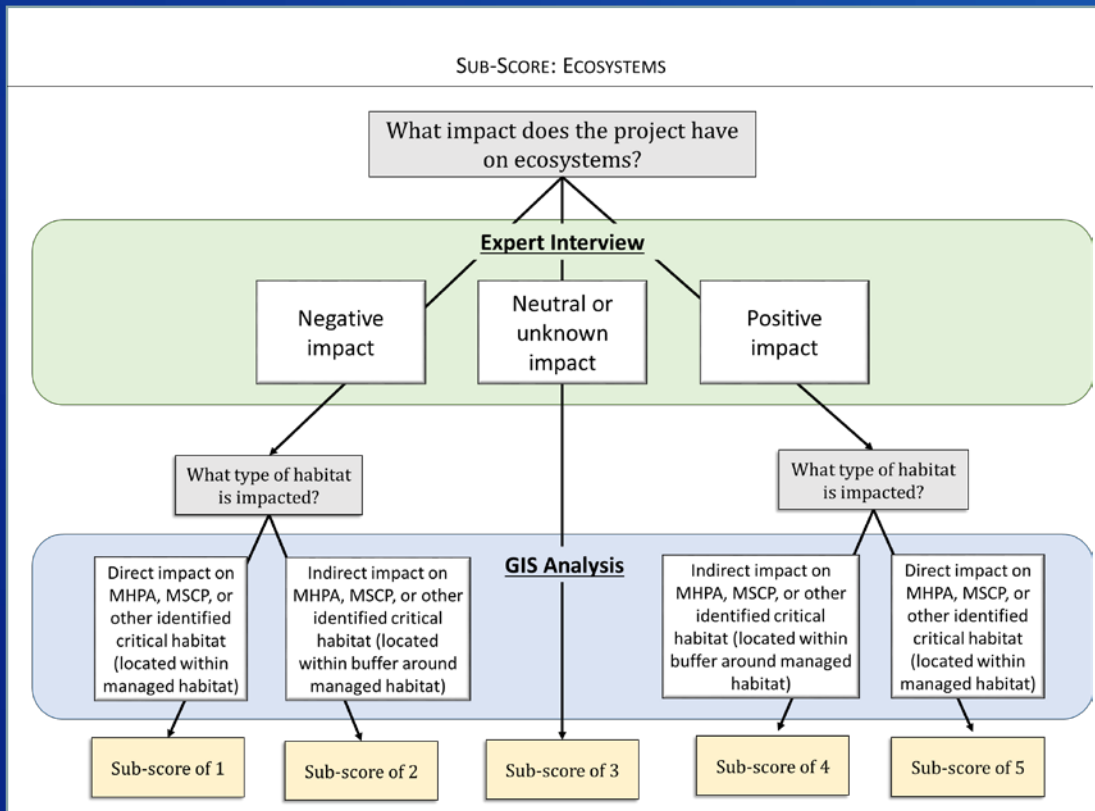 SUB-SCORE: ECOSYSTEMS
What impact does the project have
on ecosystems?
Expert Interview
Negative
impact
Neutral or
unknown
impact
Positive
impact
What type of habitat
is impacted?
What type of habitat
is impacted?
GIS Analysis
Direct impact on
MHPA, MSCP, or
other identified
critical habitat
(located within
managed habitat)
Indirect impact on
MHPA, MSCP, or other
identified critical
habitat (located
within buffer around
managed habitat)
Indirect impact on
MHPA, MSCP, or other
identified critical
habitat (located within
buffer around managed
habitat)
Direct impact on
MHPA, MSCP, or
other identified
critical habitat
(located within
managed habitat)
Sub-score of 1
Sub-score of 2
Sub-score of 3
Sub-score of 4
Sub-score of 5